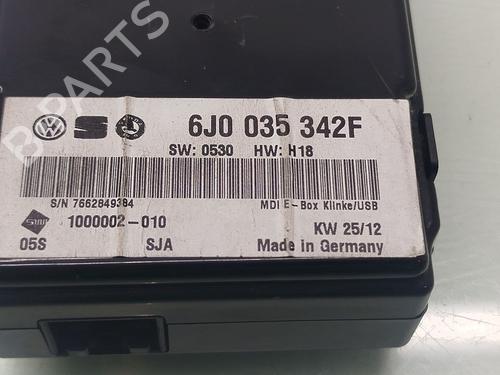 B-PARTS
6J0 035 342F
SW: 0530 HW: H18
S/N 7662849384
MDI E-Box Klinke/USB
1000002-010
05S SJA
KW 25/12
Made in Germany